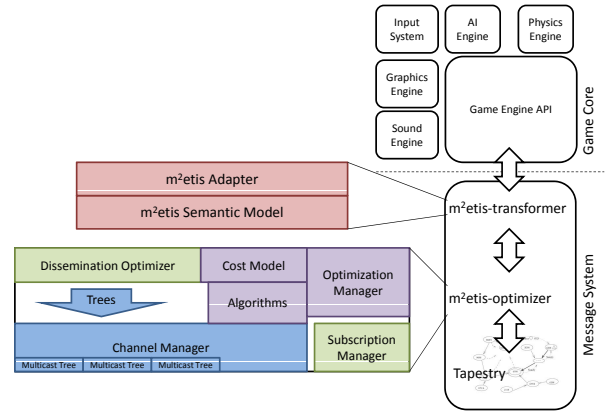 Input
System
AI
Engine
Physics
Engine
Graphics
Engine
Sound
Engine
Game Engine API
Game Core
m²etis Adapter
m²etis Semantic Model
m²etis-transformer
Dissemination Optimizer
Cost Model
Optimization
Manager
Trees
Algorithms
m²etis-optimizer
Message System
Channel Manager
Subscription
Manager
Multicast Tree
Multicast Tree
Multicast Tree
Tapestry